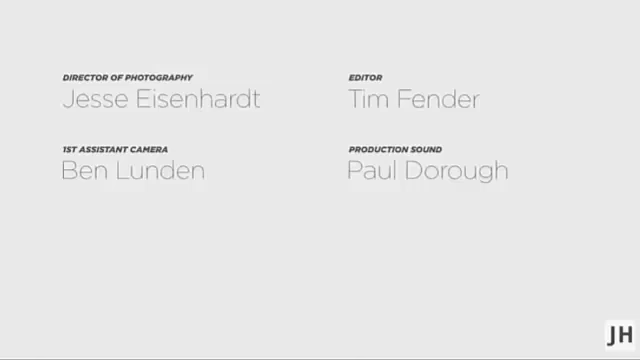 DIRECTOR OF PHOTOGRAPHY
Jesse Eisenhardt
EDITOR
Tim Fender
1ST ASSISTANT CAMERA
Ben Lunden
PRODUCTION SOUND
Paul Dorough
JH